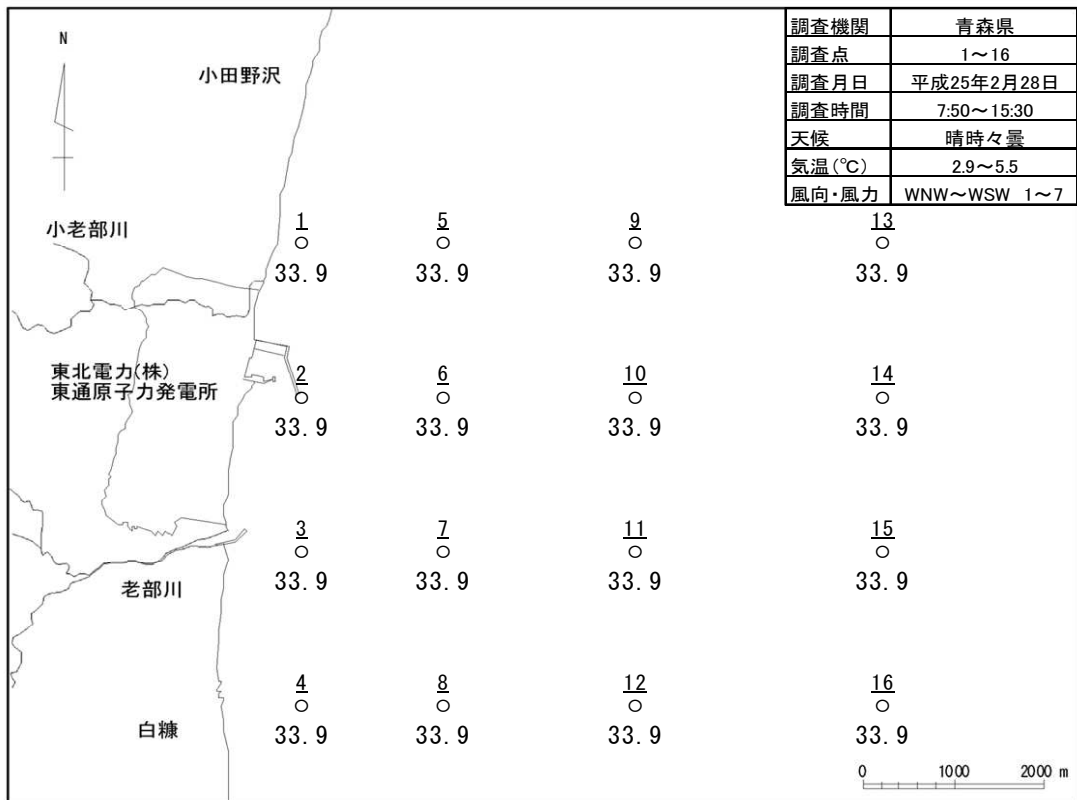 調査機関 青森県
調査点 1～16
調査月日 平成25年2月28日
調査時間 7:50～15:30
天候 晴時々曇
気温(℃) 2.9～5.5
風向・風力 WNW～WSW 1～7
N
小田野沢
小老部川
1 5 9 13
33.9 33.9 33.9 33.9
東北電力(株)
東通原子力発電所
2 6 10 14
33.9 33.9 33.9 33.9
3 7 11 15
33.9 33.9 33.9 33.9
老部川
4 8 12 16
33.9 33.9 33.9 33.9
白糠
0 1000 2000 m